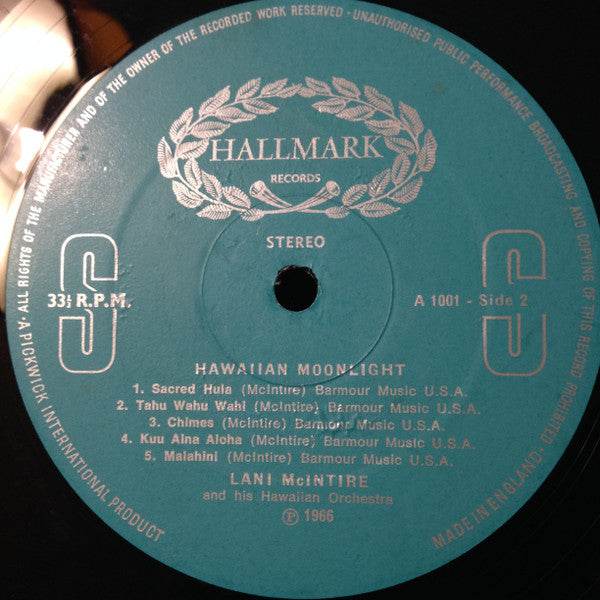 · A PICKWICK INTERNATIONAL PRODUCT
· ALL RIGHTS OF THE MANUFACTURER AND OF THE OWNER OF THE RECORDED WORK RESERVED · UNAUTHORISED PUBLIC PERFORMANCE BROADCASTING AND COPYING OF THIS RECORD PROHIBITED ·
HALLMARK
RECORDS
STEREO
S S
33⅓ R.P.M.
A 1001 - Side 2
HAWAIIAN MOONLIGHT
1. Sacred Hula (McIntire) Barmour Music U.S.A.
2. Tahu Wahu Wahi (McIntire) Barmour Music U.S.A.
3. Chimes (McIntire) Barmour Music U.S.A.
4. Kuu Aina Aloha (McIntire) Barmour Music U.S.A.
5. Malahini (McIntire) Barmour Music U.S.A.
LANI McINTIRE
and his Hawaiian Orchestra
℗ 1966
MADE IN ENGLAND ·